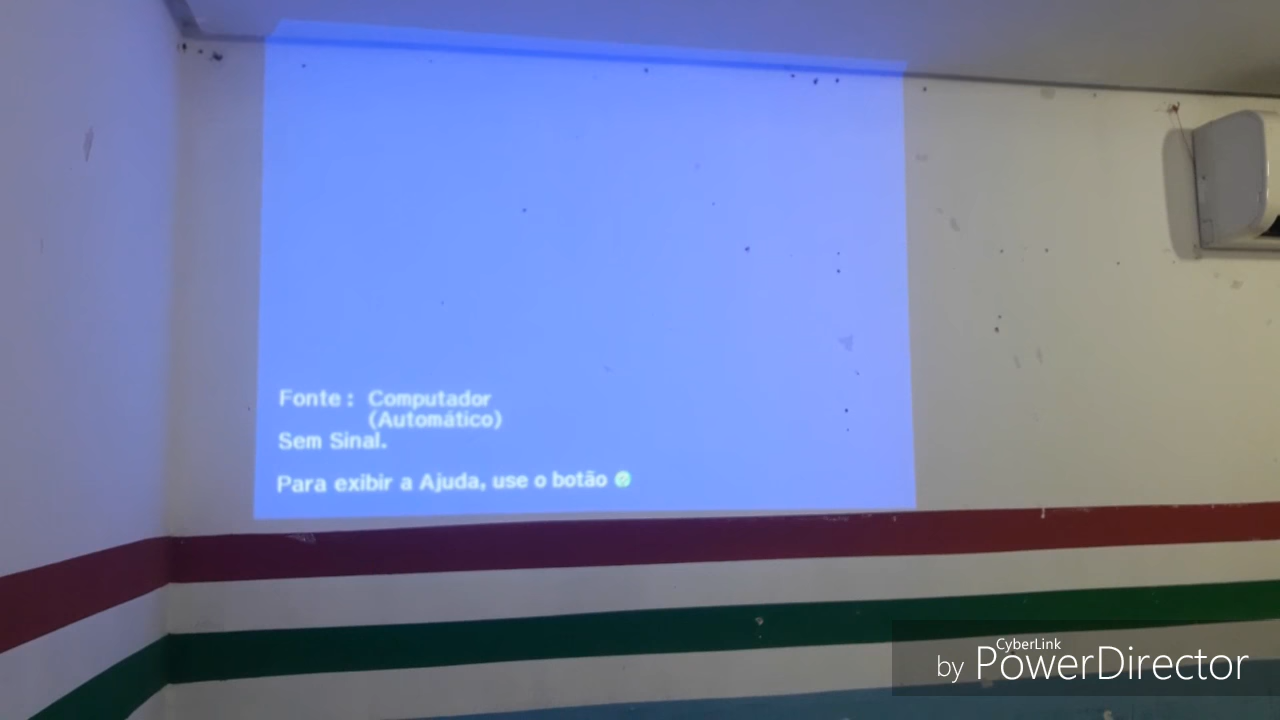 Fonte : Computador
(Automático)
Sem Sinal.
Para exibir a Ajuda, use o botão
CyberLink
by PowerDirector